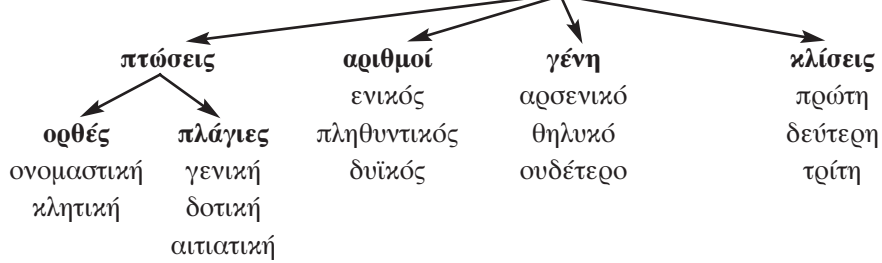 πτώσεις αριθμοί γένη κλίσεις
ενικός αρσενικό πρώτη
ορθές πλάγιες πληθυντικός θηλυκό δεύτερη
ονομαστική γενική δυϊκός ουδέτερο τρίτη
κλητική δοτική
αιτιατική